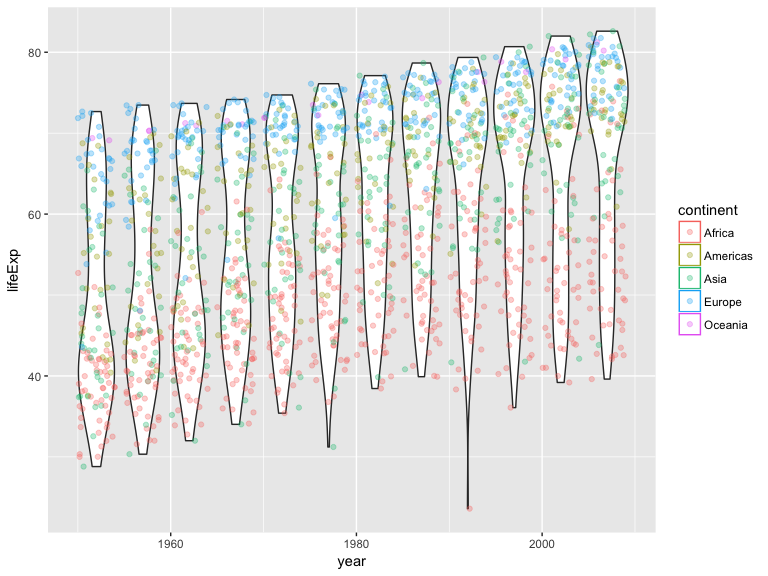 80
60
40
lifeExp
1960
1980
2000
year
continent
Africa
Americas
Asia
Europe
Oceania